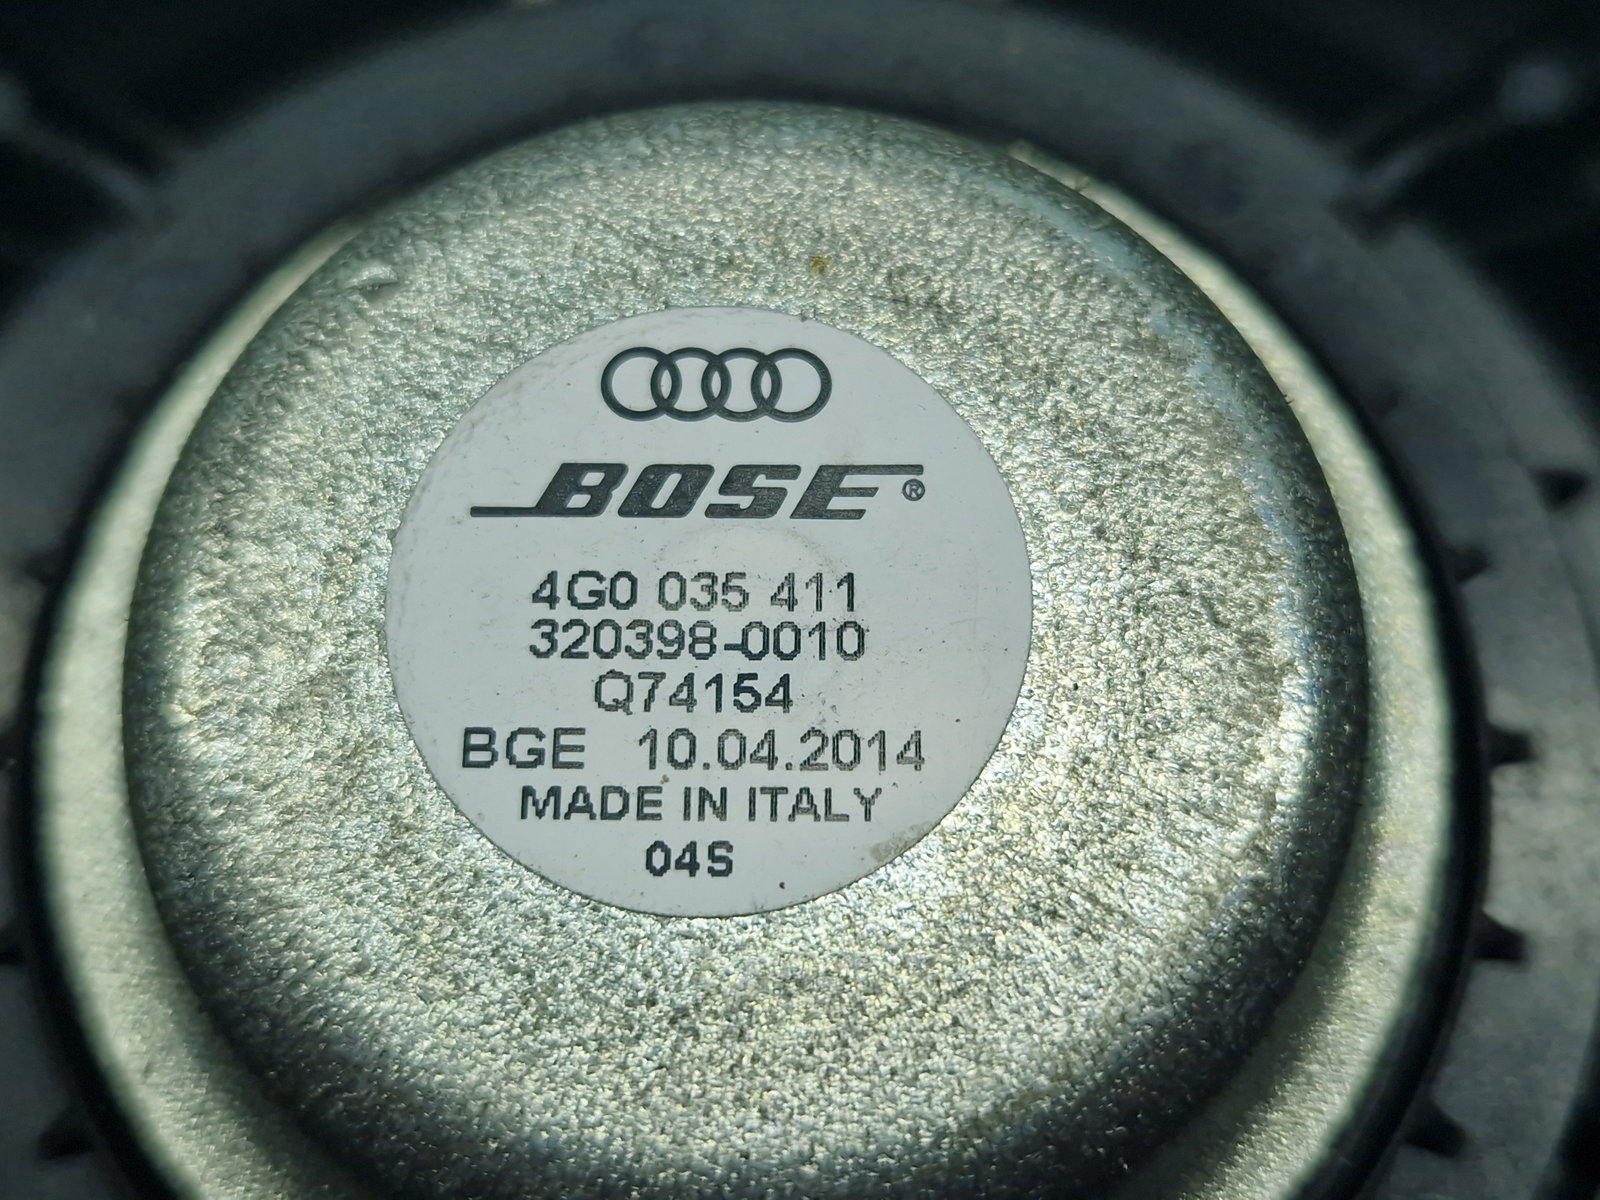 BOSE®
4G0 035 411
320398-0010
Q74154
BGE 10.04.2014
MADE IN ITALY
04S